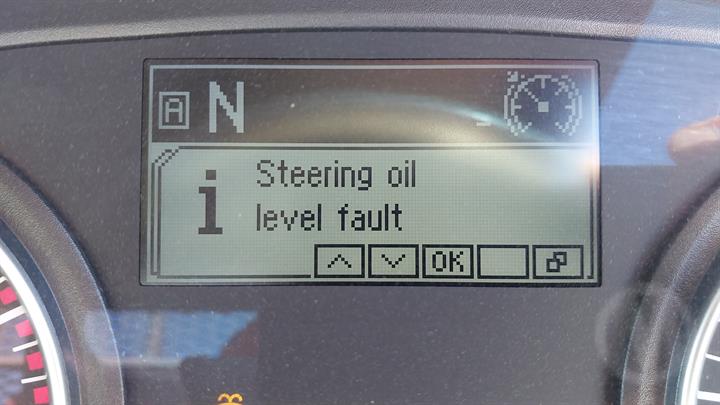 A N
i Steering oil
level fault
OK